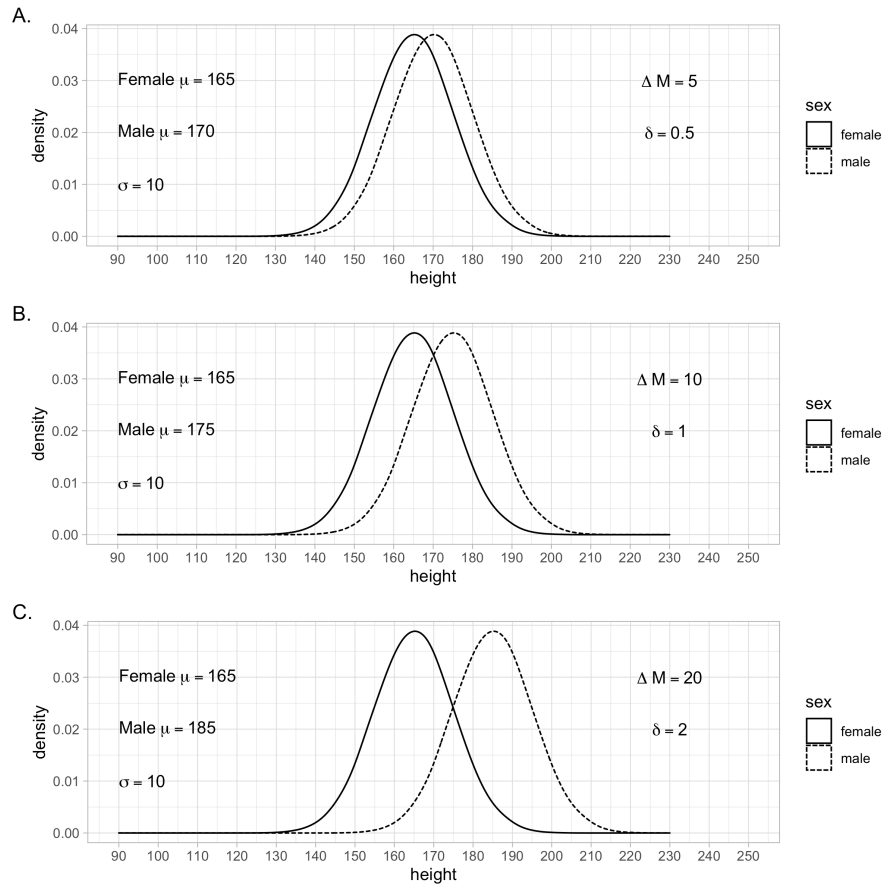 A.
0.04
0.03
0.02
0.01
0.00
density
Female μ = 165
Male μ = 170
σ = 10
Δ M = 5
δ = 0.5
90 100 110 120 130 140 150 160 170 180 190 200 210 220 230 240 250
height
sex
female
male
B.
0.04
0.03
0.02
0.01
0.00
density
Female μ = 165
Male μ = 175
σ = 10
Δ M = 10
δ = 1
90 100 110 120 130 140 150 160 170 180 190 200 210 220 230 240 250
height
sex
female
male
C.
0.04
0.03
0.02
0.01
0.00
density
Female μ = 165
Male μ = 185
σ = 10
Δ M = 20
δ = 2
90 100 110 120 130 140 150 160 170 180 190 200 210 220 230 240 250
height
sex
female
male